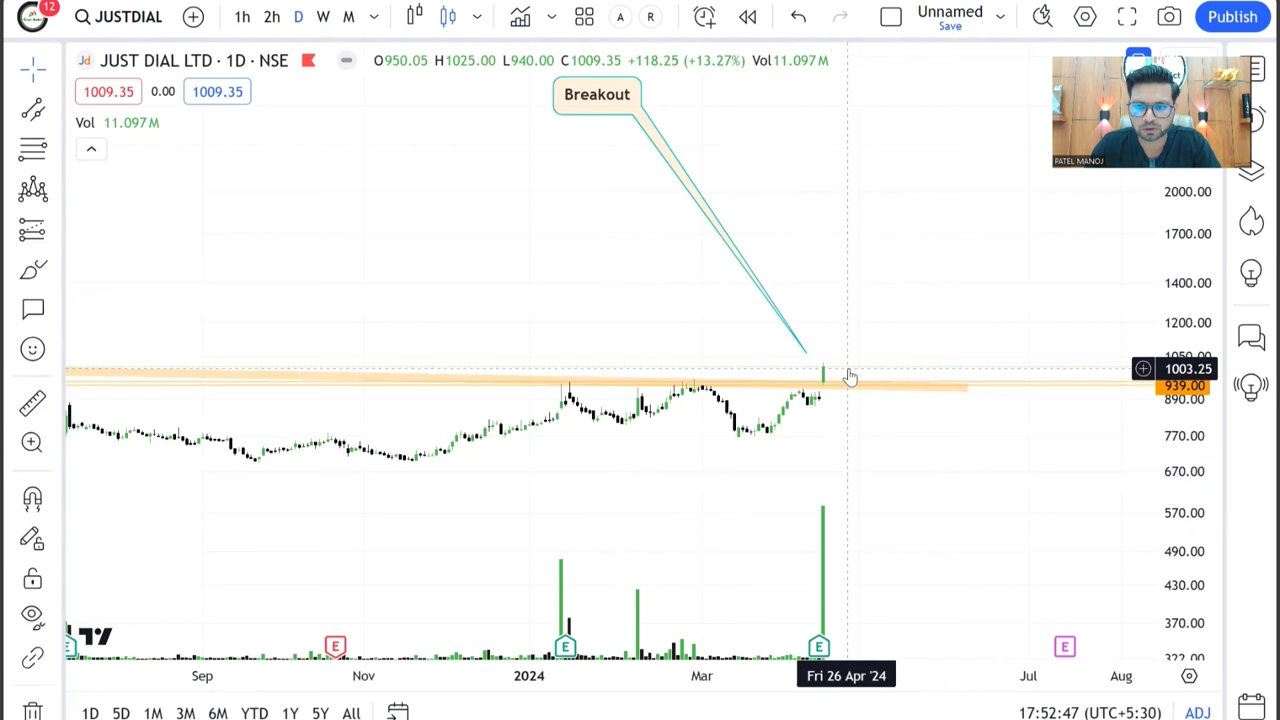 12
JUSTDIAL 1h 2h D W M A R Unnamed Save Publish
Jd JUST DIAL LTD · 1D · NSE O950.05 H1025.00 L940.00 C1009.35 +118.25 (+13.27%) Vol11.097M
1009.35 0.00 1009.35
Vol 11.097M
Breakout
PATEL MANOJ
2000.00
1700.00
1400.00
1200.00
1050.00
1003.25
939.00
890.00
770.00
670.00
570.00
490.00
430.00
370.00
322.00
E E E E E
Sep Nov 2024 Mar Fri 26 Apr '24 Jul Aug
1D 5D 1M 3M 6M YTD 1Y 5Y All 17:52:47 (UTC+5:30) ADJ